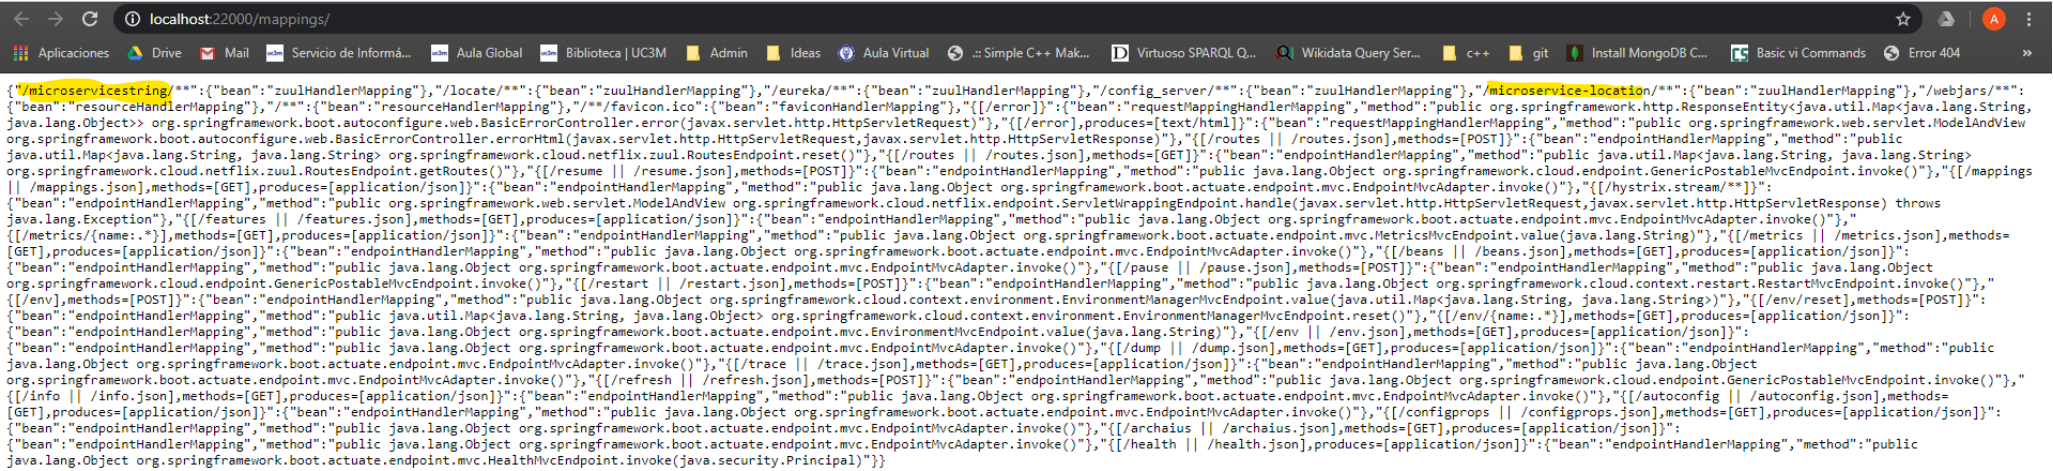 localhost:22000/mappings/
A
Aplicaciones Drive Mail Servicio de Informá... Aula Global Biblioteca | UC3M Admin Ideas Aula Virtual .:: Simple C++ Mak... Virtuoso SPARQL Q... Wikidata Query Ser... c++ git Install MongoDB C... Basic vi Commands Error 404 »
{"/microservicestring/**":{"bean":"zuulHandlerMapping"},"/locate/**":{"bean":"zuulHandlerMapping"},"/eureka/**":{"bean":"zuulHandlerMapping"},"/config_server/**":{"bean":"zuulHandlerMapping"},"/microservice-location/**":{"bean":"zuulHandlerMapping"},"/webjars/**":
{"bean":"resourceHandlerMapping"},"/**":{"bean":"resourceHandlerMapping"},"/**/favicon.ico":{"bean":"faviconHandlerMapping"},"{[/error]}":{"bean":"requestMappingHandlerMapping","method":"public org.springframework.http.ResponseEntity<java.util.Map<java.lang.String,
java.lang.Object>> org.springframework.boot.autoconfigure.web.BasicErrorController.error(javax.servlet.http.HttpServletRequest)"},"{[/error],produces=[text/html]}":{"bean":"requestMappingHandlerMapping","method":"public org.springframework.web.servlet.ModelAndView
org.springframework.boot.autoconfigure.web.BasicErrorController.errorHtml(javax.servlet.http.HttpServletRequest,javax.servlet.http.HttpServletResponse)"},"{[/routes || /routes.json],methods=[POST]}":{"bean":"endpointHandlerMapping","method":"public
java.util.Map<java.lang.String, java.lang.String> org.springframework.cloud.netflix.zuul.RoutesEndpoint.reset()"},"{[/routes || /routes.json],methods=[GET]}":{"bean":"endpointHandlerMapping","method":"public java.util.Map<java.lang.String, java.lang.String>
org.springframework.cloud.netflix.zuul.RoutesEndpoint.getRoutes()"},"{[/resume || /resume.json],methods=[POST]}":{"bean":"endpointHandlerMapping","method":"public java.lang.Object org.springframework.cloud.endpoint.GenericPostableMvcEndpoint.invoke()"},"{[/mappings
|| /mappings.json],methods=[GET],produces=[application/json]}":{"bean":"endpointHandlerMapping","method":"public java.lang.Object org.springframework.boot.actuate.endpoint.mvc.EndpointMvcAdapter.invoke()"},"{[/hystrix.stream/**]}":
{"bean":"endpointHandlerMapping","method":"public org.springframework.web.servlet.ModelAndView org.springframework.cloud.netflix.endpoint.ServletWrappingEndpoint.handle(javax.servlet.http.HttpServletRequest,javax.servlet.http.HttpServletResponse) throws
java.lang.Exception"},"{[/features || /features.json],methods=[GET],produces=[application/json]}":{"bean":"endpointHandlerMapping","method":"public java.lang.Object org.springframework.boot.actuate.endpoint.mvc.EndpointMvcAdapter.invoke()"},"
{[/metrics/{name:.*}],methods=[GET],produces=[application/json]}":{"bean":"endpointHandlerMapping","method":"public java.lang.Object org.springframework.boot.actuate.endpoint.mvc.MetricsMvcEndpoint.value(java.lang.String)"},"{[/metrics || /metrics.json],methods=
[GET],produces=[application/json]}":{"bean":"endpointHandlerMapping","method":"public java.lang.Object org.springframework.boot.actuate.endpoint.mvc.EndpointMvcAdapter.invoke()"},"{[/beans || /beans.json],methods=[GET],produces=[application/json]}":
{"bean":"endpointHandlerMapping","method":"public java.lang.Object org.springframework.boot.actuate.endpoint.mvc.EndpointMvcAdapter.invoke()"},"{[/pause || /pause.json],methods=[POST]}":{"bean":"endpointHandlerMapping","method":"public java.lang.Object
org.springframework.cloud.endpoint.GenericPostableMvcEndpoint.invoke()"},"{[/restart || /restart.json],methods=[POST]}":{"bean":"endpointHandlerMapping","method":"public java.lang.Object org.springframework.cloud.context.restart.RestartMvcEndpoint.invoke()"},"
{[/env],methods=[POST]}":{"bean":"endpointHandlerMapping","method":"public java.lang.Object org.springframework.cloud.context.environment.EnvironmentManagerMvcEndpoint.value(java.util.Map<java.lang.String, java.lang.String>)"},"{[/env/reset],methods=[POST]}":
{"bean":"endpointHandlerMapping","method":"public java.util.Map<java.lang.String, java.lang.Object> org.springframework.cloud.context.environment.EnvironmentManagerMvcEndpoint.reset()"},"{[/env/{name:.*}],methods=[GET],produces=[application/json]}":
{"bean":"endpointHandlerMapping","method":"public java.lang.Object org.springframework.boot.actuate.endpoint.mvc.EnvironmentMvcEndpoint.value(java.lang.String)"},"{[/env || /env.json],methods=[GET],produces=[application/json]}":
{"bean":"endpointHandlerMapping","method":"public java.lang.Object org.springframework.boot.actuate.endpoint.mvc.EndpointMvcAdapter.invoke()"},"{[/dump || /dump.json],methods=[GET],produces=[application/json]}":{"bean":"endpointHandlerMapping","method":"public
java.lang.Object org.springframework.boot.actuate.endpoint.mvc.EndpointMvcAdapter.invoke()"},"{[/trace || /trace.json],methods=[GET],produces=[application/json]}":{"bean":"endpointHandlerMapping","method":"public java.lang.Object
org.springframework.boot.actuate.endpoint.mvc.EndpointMvcAdapter.invoke()"},"{[/refresh || /refresh.json],methods=[POST]}":{"bean":"endpointHandlerMapping","method":"public java.lang.Object org.springframework.cloud.endpoint.GenericPostableMvcEndpoint.invoke()"},"
{[/info || /info.json],methods=[GET],produces=[application/json]}":{"bean":"endpointHandlerMapping","method":"public java.lang.Object org.springframework.boot.actuate.endpoint.mvc.EndpointMvcAdapter.invoke()"},"{[/autoconfig || /autoconfig.json],methods=
[GET],produces=[application/json]}":{"bean":"endpointHandlerMapping","method":"public java.lang.Object org.springframework.boot.actuate.endpoint.mvc.EndpointMvcAdapter.invoke()"},"{[/configprops || /configprops.json],methods=[GET],produces=[application/json]}":
{"bean":"endpointHandlerMapping","method":"public java.lang.Object org.springframework.boot.actuate.endpoint.mvc.EndpointMvcAdapter.invoke()"},"{[/archaius || /archaius.json],methods=[GET],produces=[application/json]}":
{"bean":"endpointHandlerMapping","method":"public java.lang.Object org.springframework.boot.actuate.endpoint.mvc.EndpointMvcAdapter.invoke()"},"{[/health || /health.json],produces=[application/json]}":{"bean":"endpointHandlerMapping","method":"public
java.lang.Object org.springframework.boot.actuate.endpoint.mvc.HealthMvcEndpoint.invoke(java.security.Principal)"}}